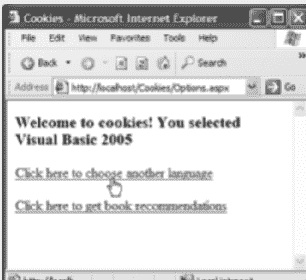 Cookies - Microsoft Internet Explorer
File Edit View Favorites Tools Help
Back Search
Address http://localhost/Cookies/Options.aspx Go
Welcome to cookies! You selected
Visual Basic 2005
Click here to choose another language
Click here to get book recommendations